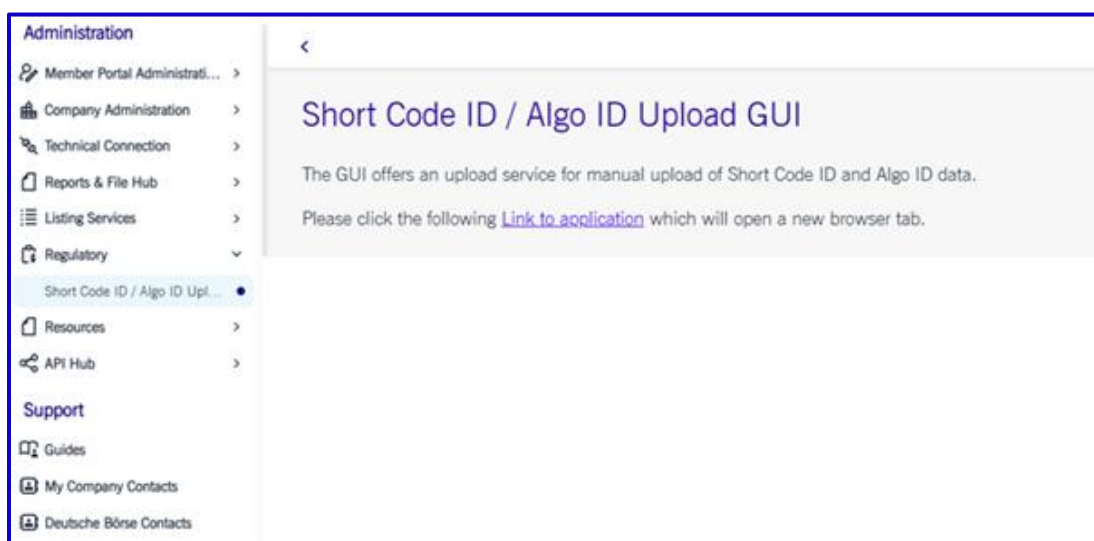 Administration
Member Portal Administrati...
Company Administration
Technical Connection
Reports & File Hub
Listing Services
Regulatory
Short Code ID / Algo ID Upl...
Resources
API Hub
Support
Guides
My Company Contacts
Deutsche Börse Contacts
Short Code ID / Algo ID Upload GUI
The GUI offers an upload service for manual upload of Short Code ID and Algo ID data.
Please click the following Link to application which will open a new browser tab.